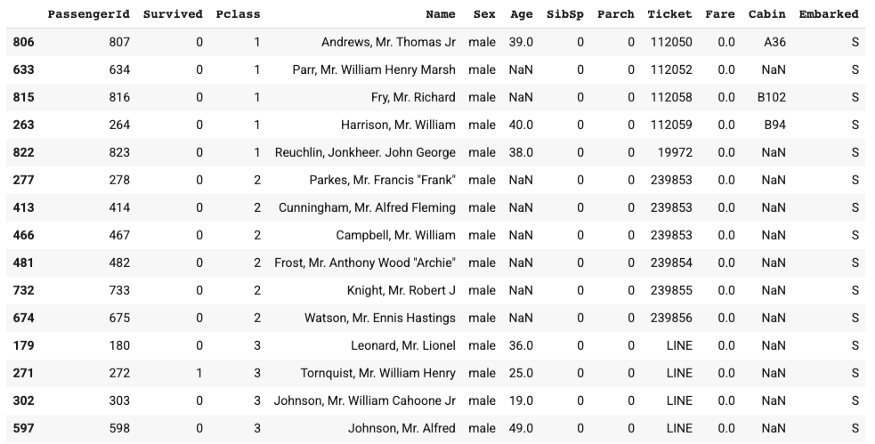 PassengerId Survived Pclass Name Sex Age SibSp Parch Ticket Fare Cabin Embarked
806 807 0 1 Andrews, Mr. Thomas Jr male 39.0 0 0 112050 0.0 A36 S
633 634 0 1 Parr, Mr. William Henry Marsh male NaN 0 0 112052 0.0 NaN S
815 816 0 1 Fry, Mr. Richard male NaN 0 0 112058 0.0 B102 S
263 264 0 1 Harrison, Mr. William male 40.0 0 0 112059 0.0 B94 S
822 823 0 1 Reuchlin, Jonkheer. John George male 38.0 0 0 19972 0.0 NaN S
277 278 0 2 Parkes, Mr. Francis "Frank" male NaN 0 0 239853 0.0 NaN S
413 414 0 2 Cunningham, Mr. Alfred Fleming male NaN 0 0 239853 0.0 NaN S
466 467 0 2 Campbell, Mr. William male NaN 0 0 239853 0.0 NaN S
481 482 0 2 Frost, Mr. Anthony Wood "Archie" male NaN 0 0 239854 0.0 NaN S
732 733 0 2 Knight, Mr. Robert J male NaN 0 0 239855 0.0 NaN S
674 675 0 2 Watson, Mr. Ennis Hastings male NaN 0 0 239856 0.0 NaN S
179 180 0 3 Leonard, Mr. Lionel male 36.0 0 0 LINE 0.0 NaN S
271 272 1 3 Tornquist, Mr. William Henry male 25.0 0 0 LINE 0.0 NaN S
302 303 0 3 Johnson, Mr. William Cahoone Jr male 19.0 0 0 LINE 0.0 NaN S
597 598 0 3 Johnson, Mr. Alfred male 49.0 0 0 LINE 0.0 NaN S